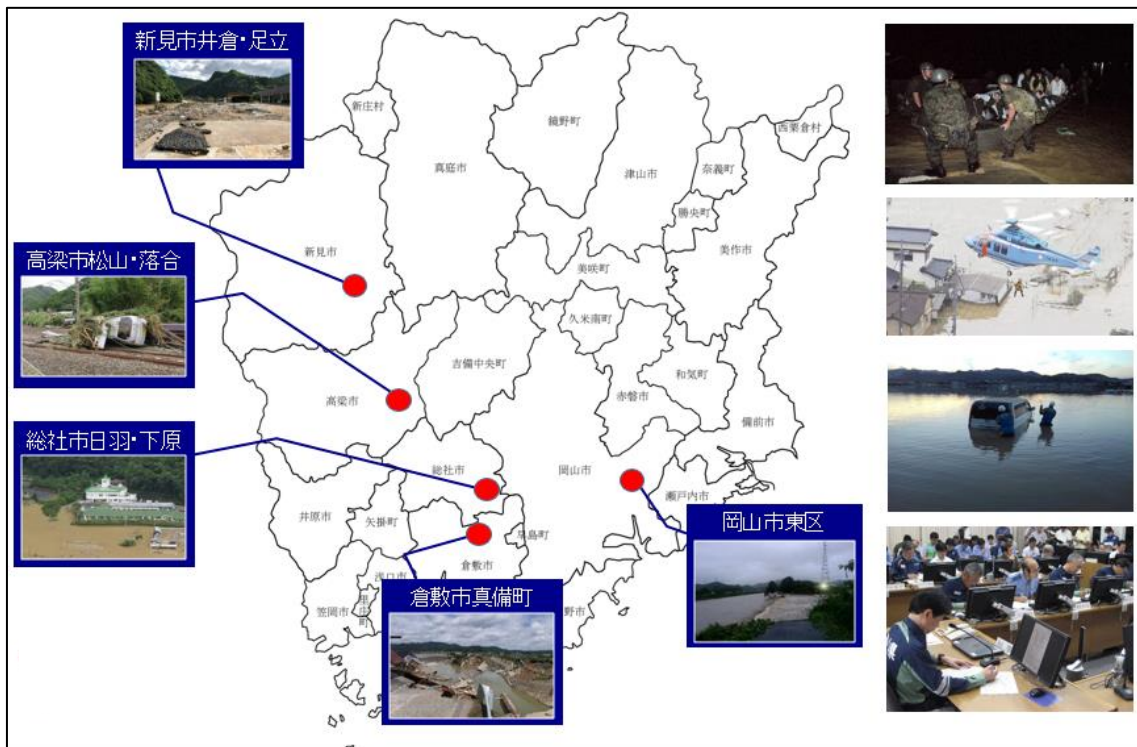 新見市井倉・足立
新庄村
真庭市
鏡野町
津山市
奈義町
西粟倉村
勝央町
美作市
新見市
高梁市松山・落合
美咲町
久米南町
吉備中央町
和気町
赤磐市
備前市
高梁市
総社市日羽・下原
総社市
岡山市
瀬戸内市
岡山市東区
井原市
矢掛町
早島町
倉敷市
浅口市
里庄町
笠岡市
倉敷市真備町
野市